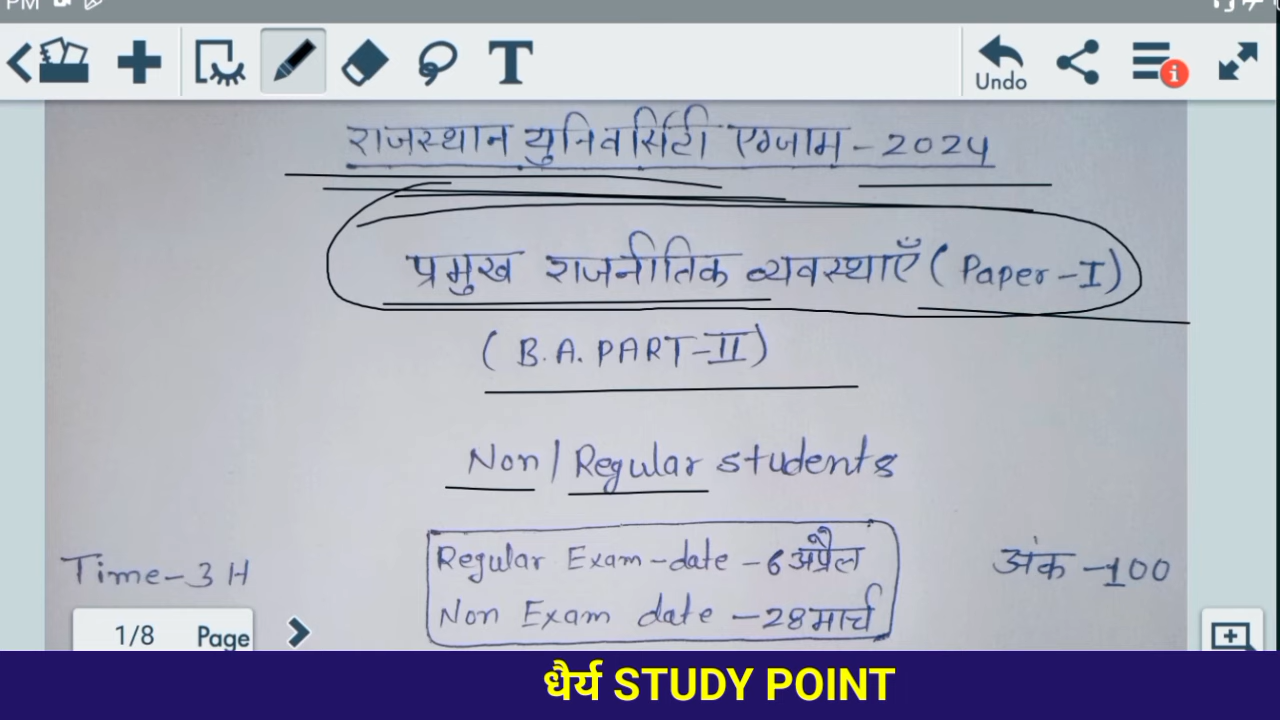 PM
Undo
राजस्थान युनिवर्सिटी एग्जाम - 2024
प्रमुख राजनीतिक व्यवस्थाएँ ( Paper - I )
( B.A. PART-II )
Non / Regular students
Regular Exam - date - 6 अप्रैल
Time - 3 H
अंक - 100
Non Exam date - 28 मार्च
1/8 Page
धैर्य STUDY POINT